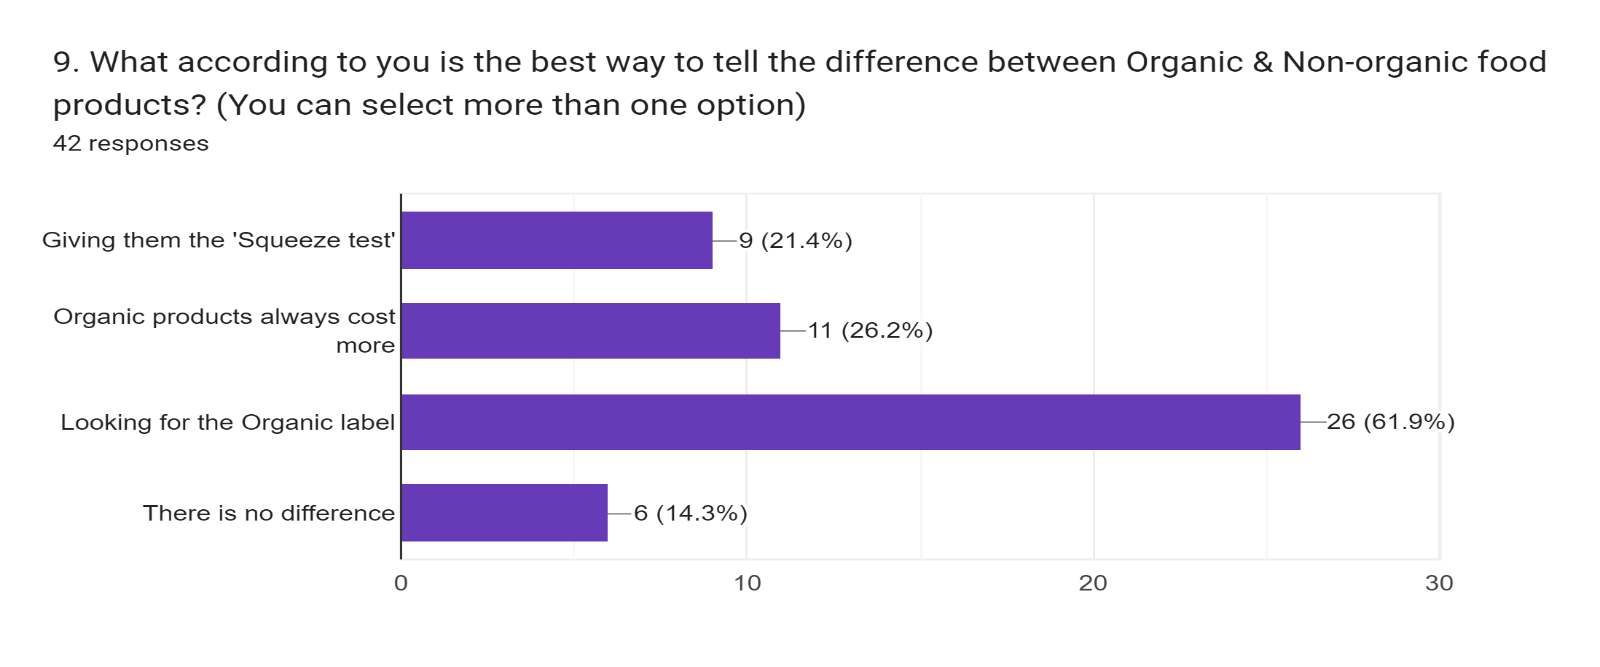 9. What according to you is the best way to tell the difference between Organic & Non-organic food
products? (You can select more than one option)
42 responses
Giving them the 'Squeeze test'
9 (21.4%)
Organic products always cost
more
11 (26.2%)
Looking for the Organic label
26 (61.9%)
There is no difference
6 (14.3%)
0
10
20
30